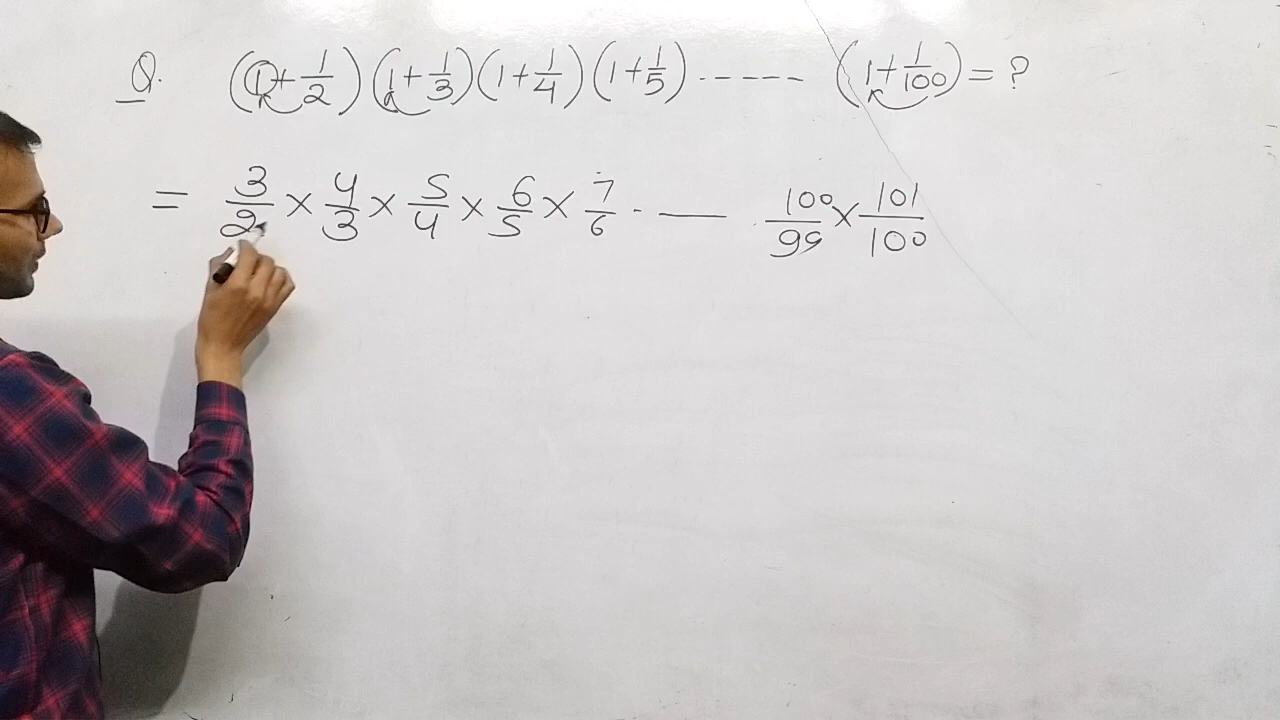 Q. (1+1/2)(1+1/3)(1+1/4)(1+1/5)------- (1+1/100)= ?
= 3/2 × 4/3 × 5/4 × 6/5 × 7/6 . —— 100/99 × 101/100